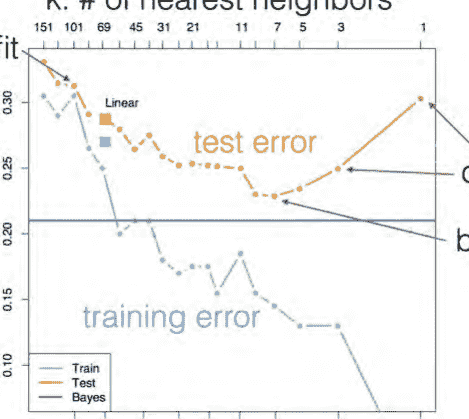 k: # of nearest neighbors
151 101 69 45 31 21 11 7 5 3 1
fit
0.30
Linear
test error
0.25
0.20
0.15
training error
0.10
Train
Test
Bayes